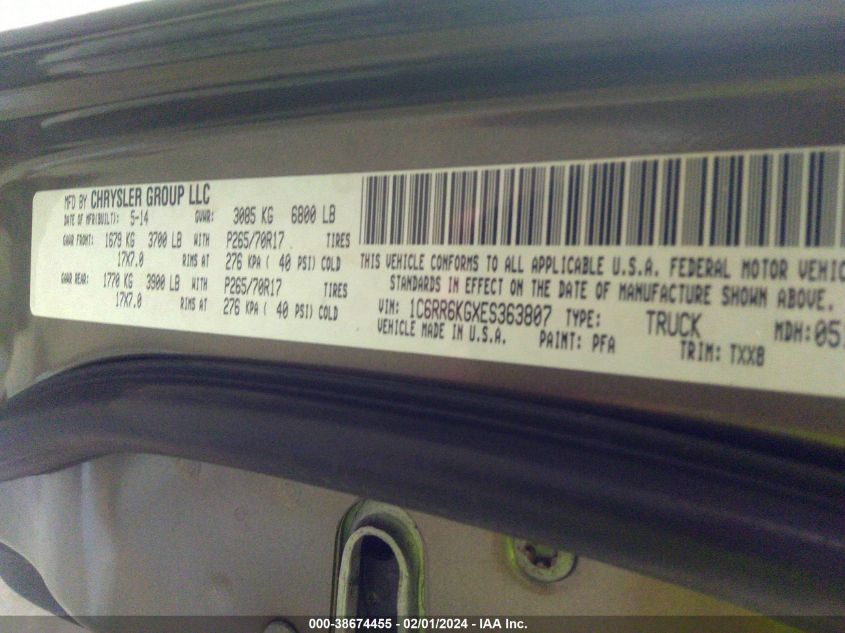 MFD BY CHRYSLER GROUP LLC
DATE OF MFR(BUILT): 5-14 GVWR: 3085 KG 6800 LB
GAWR FRONT: 1679 KG 3700 LB WITH P265/70R17 TIRES
17X7.0 RIMS AT 276 KPA ( 40 PSI) COLD
GAWR REAR: 1770 KG 3900 LB WITH P265/70R17 TIRES
17X7.0 RIMS AT 276 KPA ( 40 PSI) COLD
THIS VEHICLE CONFORMS TO ALL APPLICABLE U.S.A. FEDERAL MOTOR VEHIC
STANDARDS IN EFFECT ON THE DATE OF MANUFACTURE SHOWN ABOVE.
VIN: 1C6RR6KGXES363807 TYPE: TRUCK MDH: 05
VEHICLE MADE IN U.S.A. PAINT: PFA TRIM: TXX8
000-38674455 - 02/01/2024 - IAA Inc.